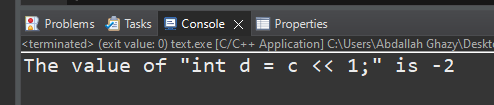 Problems Tasks Console Properties
<terminated> (exit value: 0) text.exe [C/C++ Application] C:\Users\Abdallah Ghazy\Deskto
The value of "int d = c << 1;" is -2